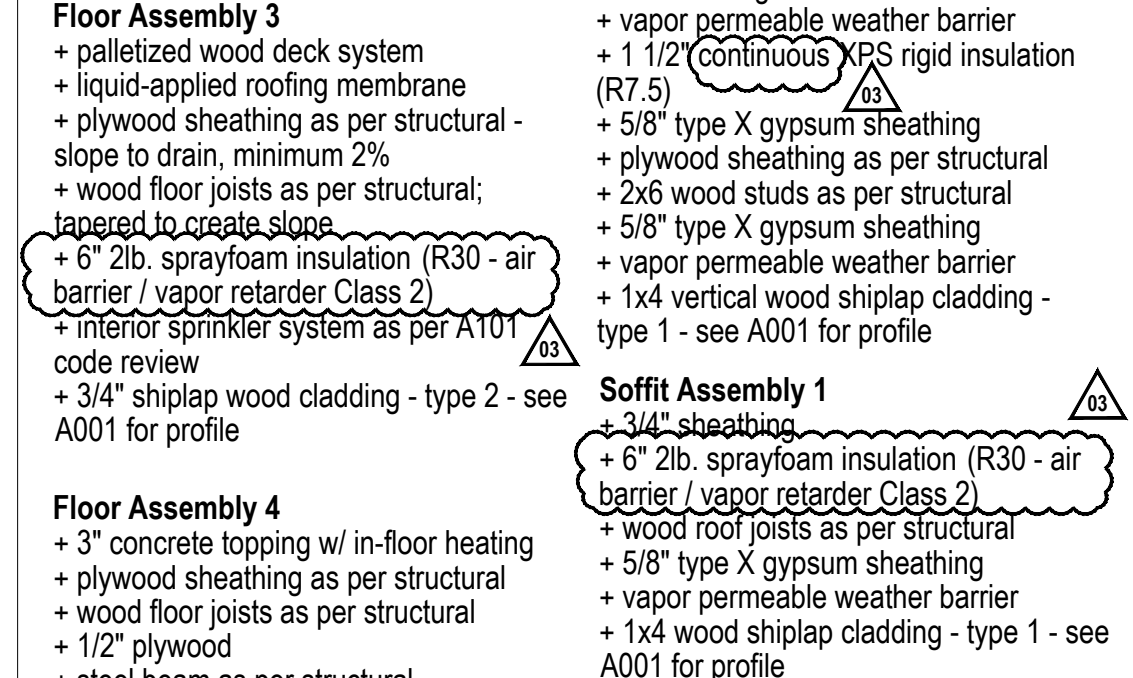 Floor Assembly 3
+ palletized wood deck system
+ liquid-applied roofing membrane
+ plywood sheathing as per structural -
slope to drain, minimum 2%
+ wood floor joists as per structural;
tapered to create slope
+ 6" 2lb. sprayfoam insulation (R30 - air
barrier / vapor retarder Class 2)
+ interior sprinkler system as per A101
03
code review
+ 3/4" shiplap wood cladding - type 2 - see
A001 for profile
Floor Assembly 4
+ 3" concrete topping w/ in-floor heating
+ plywood sheathing as per structural
+ wood floor joists as per structural
+ 1/2" plywood
+ steel beam as per structural
+ vapor permeable weather barrier
+ 1 1/2" continuous XPS rigid insulation
(R7.5)
03
+ 5/8" type X gypsum sheathing
+ plywood sheathing as per structural
+ 2x6 wood studs as per structural
+ 5/8" type X gypsum sheathing
+ vapor permeable weather barrier
+ 1x4 vertical wood shiplap cladding -
type 1 - see A001 for profile
Soffit Assembly 1
03
+ 3/4" sheathing
+ 6" 2lb. sprayfoam insulation (R30 - air
barrier / vapor retarder Class 2)
+ wood roof joists as per structural
+ 5/8" type X gypsum sheathing
+ vapor permeable weather barrier
+ 1x4 wood shiplap cladding - type 1 - see
A001 for profile